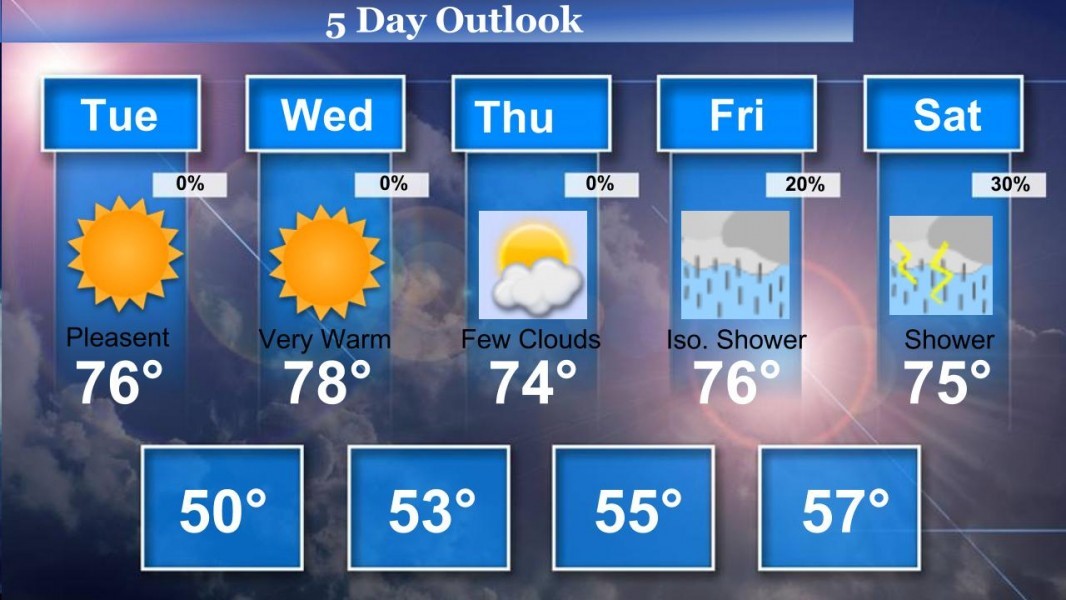 5 Day Outlook
Tue Wed Thu Fri Sat
0% 0% 0% 20% 30%
Pleasent Very Warm Few Clouds Iso. Shower Shower
76° 78° 74° 76° 75°
50° 53° 55° 57°